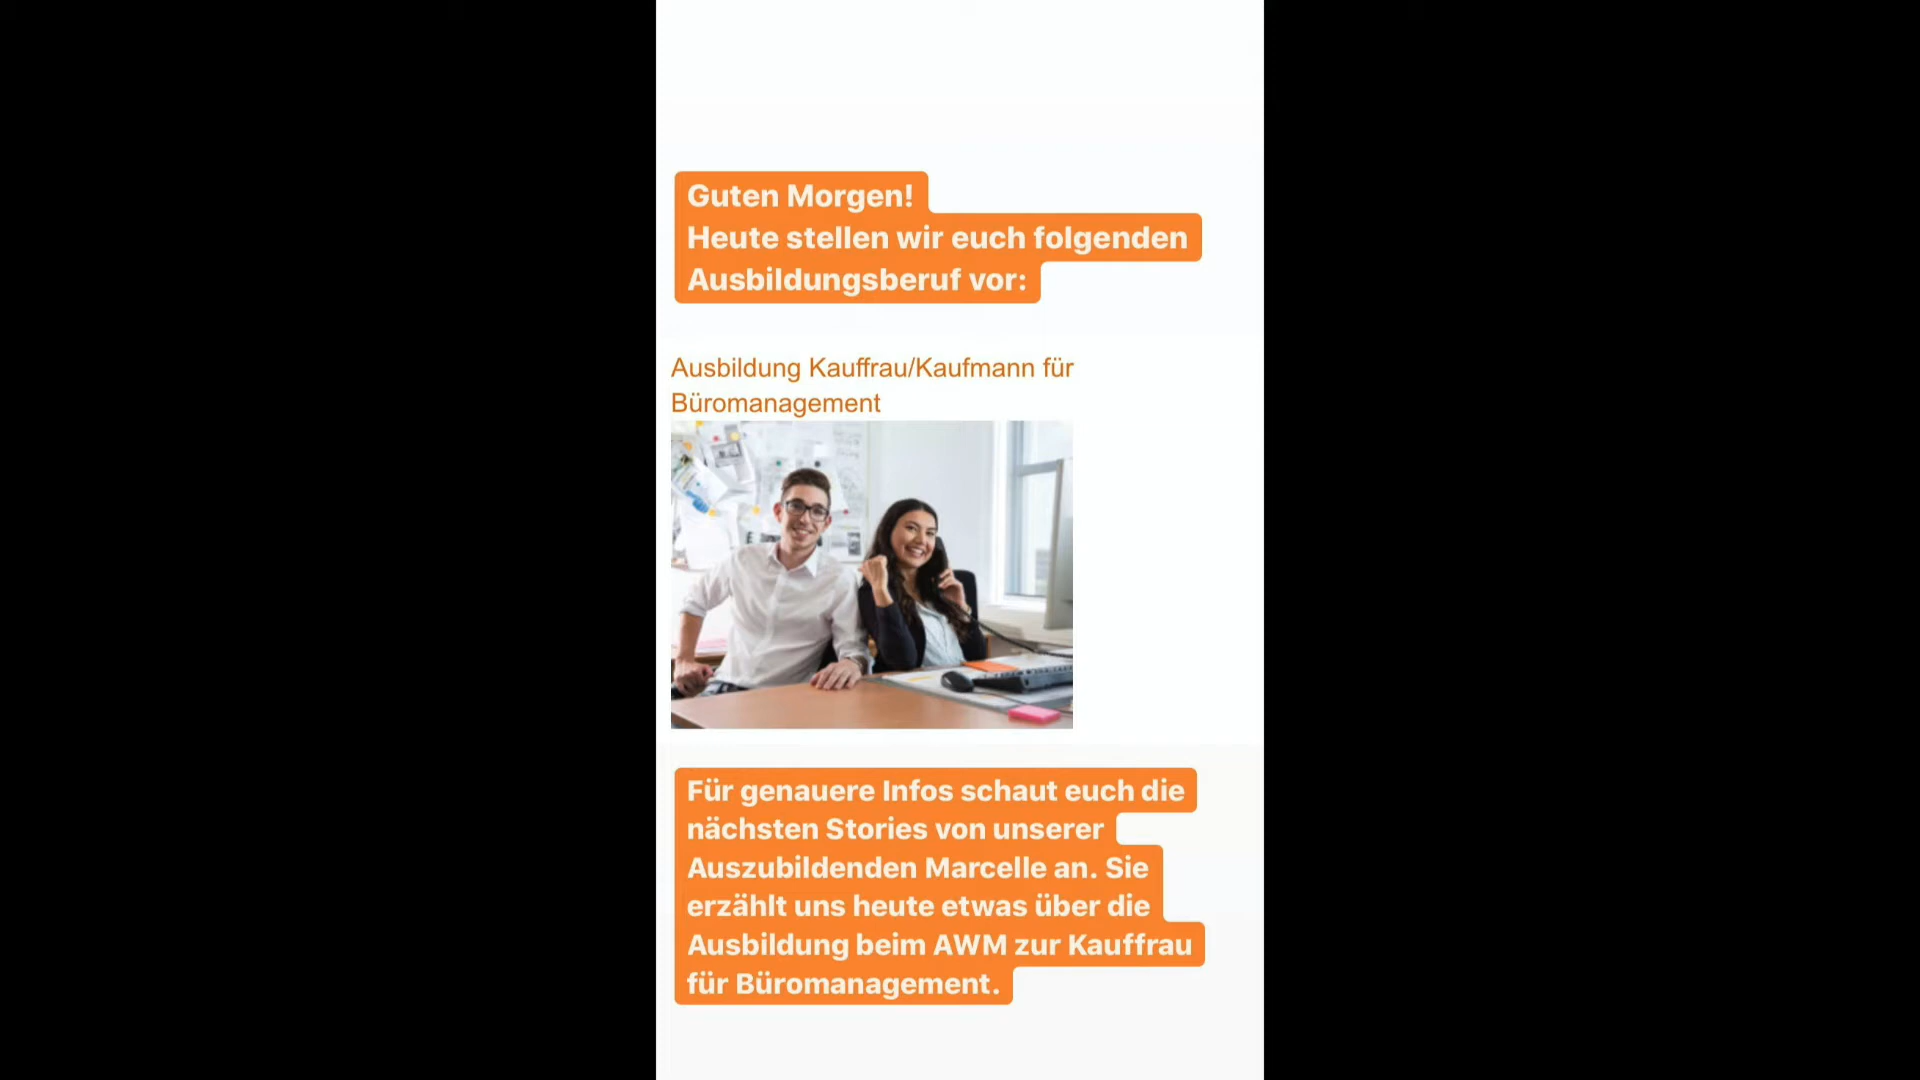 Guten Morgen!
Heute stellen wir euch folgenden
Ausbildungsberuf vor:
Ausbildung Kauffrau/Kaufmann für
Büromanagement
Für genauere Infos schaut euch die
nächsten Stories von unserer
Auszubildenden Marcelle an. Sie
erzählt uns heute etwas über die
Ausbildung beim AWM zur Kauffrau
für Büromanagement.